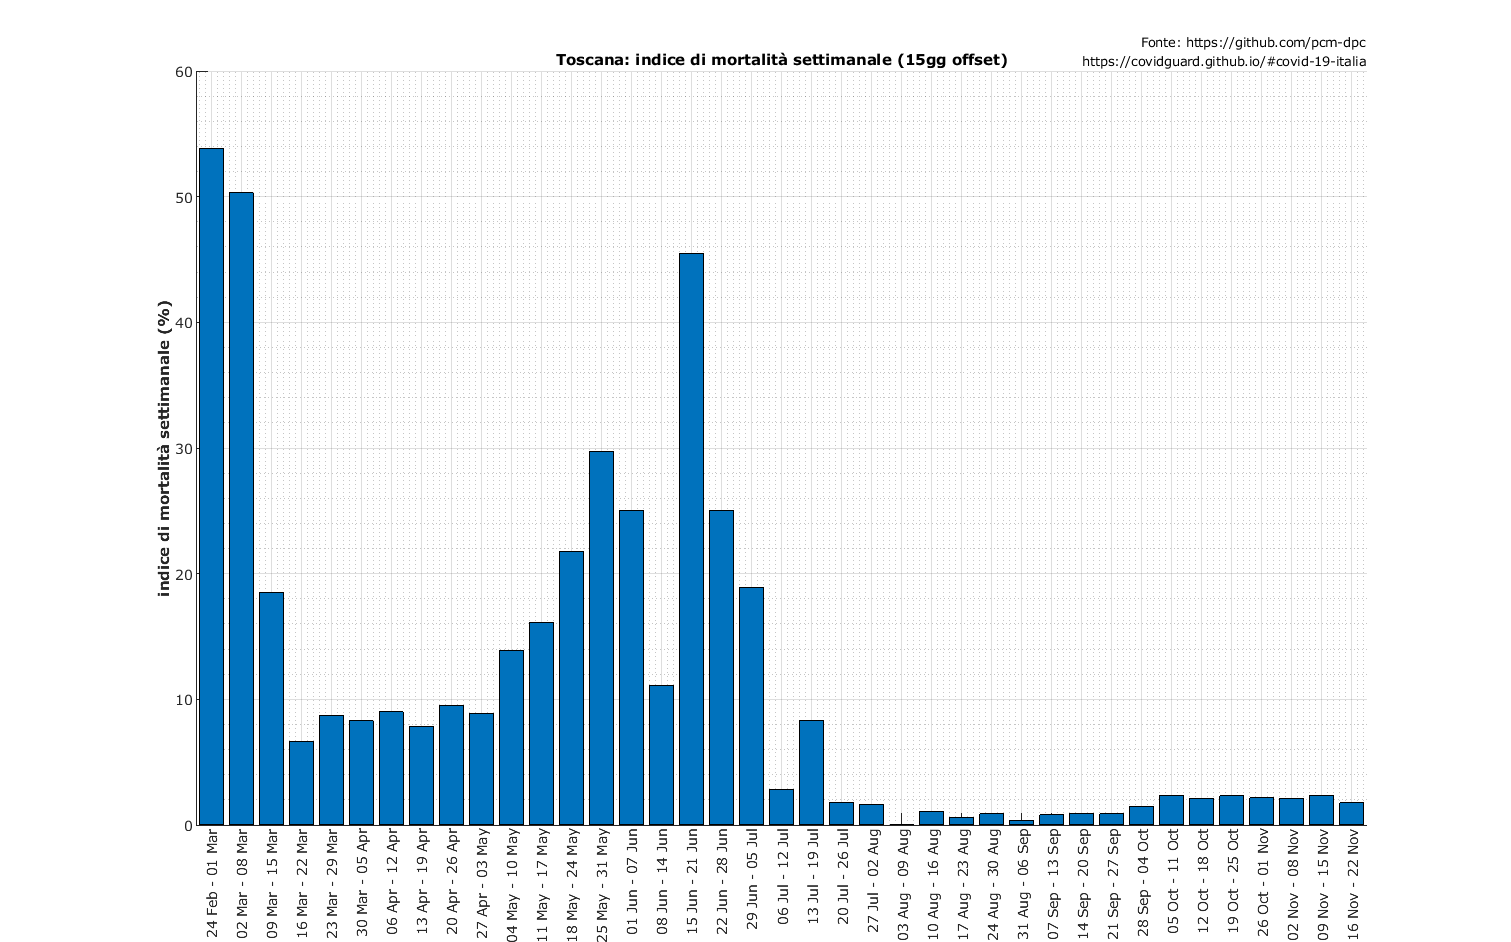 Fonte: https://github.com/pcm-dpc
https://covidguard.github.io/#covid-19-italia
Toscana: indice di mortalità settimanale (15gg offset)
indice di mortalità settimanale (%)
60
50
40
30
20
10
0
24 Feb - 01 Mar
02 Mar - 08 Mar
09 Mar - 15 Mar
16 Mar - 22 Mar
23 Mar - 29 Mar
30 Mar - 05 Apr
06 Apr - 12 Apr
13 Apr - 19 Apr
20 Apr - 26 Apr
27 Apr - 03 May
04 May - 10 May
11 May - 17 May
18 May - 24 May
25 May - 31 May
01 Jun - 07 Jun
08 Jun - 14 Jun
15 Jun - 21 Jun
22 Jun - 28 Jun
29 Jun - 05 Jul
06 Jul - 12 Jul
13 Jul - 19 Jul
20 Jul - 26 Jul
27 Jul - 02 Aug
03 Aug - 09 Aug
10 Aug - 16 Aug
17 Aug - 23 Aug
24 Aug - 30 Aug
31 Aug - 06 Sep
07 Sep - 13 Sep
14 Sep - 20 Sep
21 Sep - 27 Sep
28 Sep - 04 Oct
05 Oct - 11 Oct
12 Oct - 18 Oct
19 Oct - 25 Oct
26 Oct - 01 Nov
02 Nov - 08 Nov
09 Nov - 15 Nov
16 Nov - 22 Nov